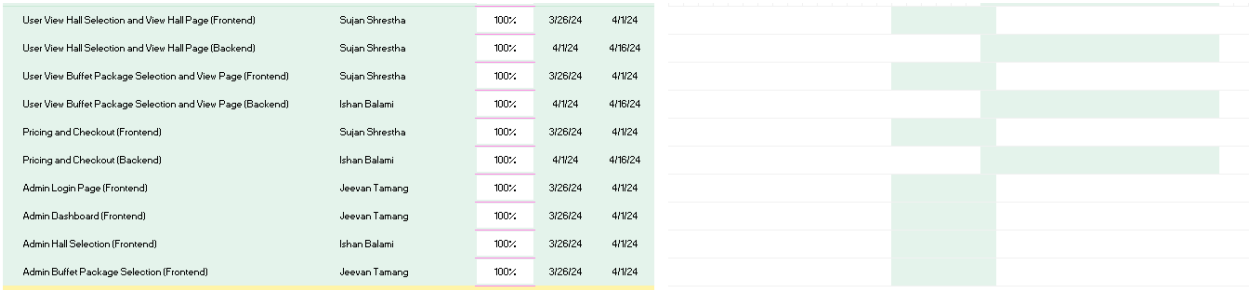 User View Hall Selection and View Hall Page (Frontend) Sujan Shrestha 100% 3/26/24 4/1/24
User View Hall Selection and View Hall Page (Backend) Sujan Shrestha 100% 4/1/24 4/16/24
User View Buffet Package Selection and View Page (Frontend) Sujan Shrestha 100% 3/26/24 4/1/24
User View Buffet Package Selection and View Page (Backend) Ishan Balami 100% 4/1/24 4/16/24
Pricing and Checkout (Frontend) Sujan Shrestha 100% 3/26/24 4/1/24
Pricing and Checkout (Backend) Ishan Balami 100% 4/1/24 4/16/24
Admin Login Page (Frontend) Jeevan Tamang 100% 3/26/24 4/1/24
Admin Dashboard (Frontend) Jeevan Tamang 100% 3/26/24 4/1/24
Admin Hall Selection (Frontend) Ishan Balami 100% 3/26/24 4/1/24
Admin Buffet Package Selection (Frontend) Jeevan Tamang 100% 3/26/24 4/1/24